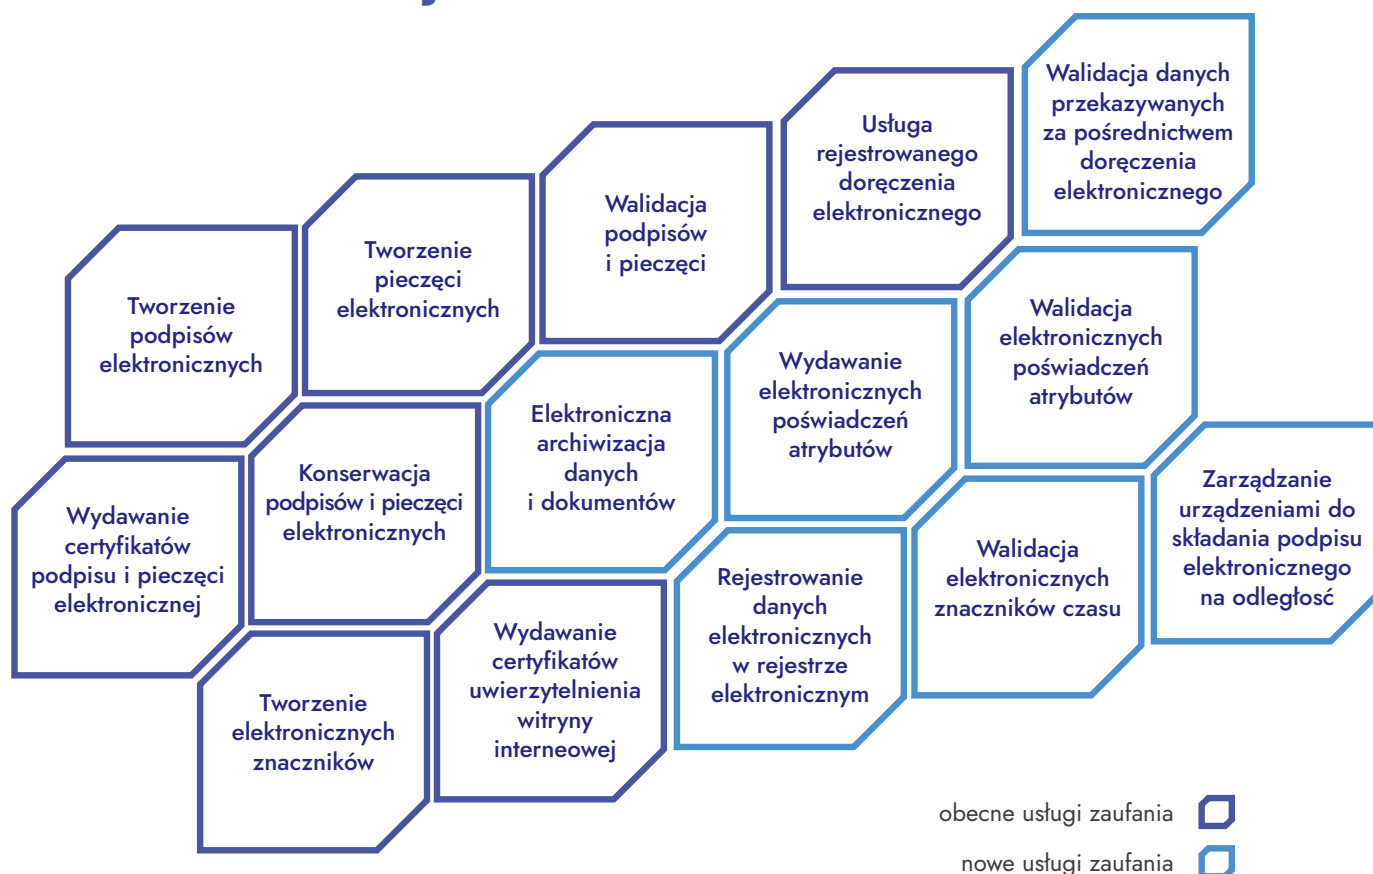 Walidacja danych
przekazywanych
za pośrednictwem
doręczenia
elektronicznego
Usługa
rejestrowanego
doręczenia
elektronicznego
Walidacja
podpisów
i pieczęci
Tworzenie
pieczęci
elektronicznych
Tworzenie
podpisów
elektronicznych
Walidacja
elektronicznych
poświadczeń
atrybutów
Wydawanie
elektronicznych
poświadczeń
atrybutów
Elektroniczna
archiwizacja
danych
i dokumentów
Konserwacja
podpisów i pieczęci
elektronicznych
Wydawanie
certyfikatów
podpisu i pieczęci
elektronicznej
Zarządzanie
urządzeniami do
składania podpisu
elektronicznego
na odległosć
Walidacja
elektronicznych
znaczników czasu
Rejestrowanie
danych
elektronicznych
w rejestrze
elektronicznym
Wydawanie
certyfikatów
uwierzytelnienia
witryny
interneowej
Tworzenie
elektronicznych
znaczników
obecne usługi zaufania
nowe usługi zaufania